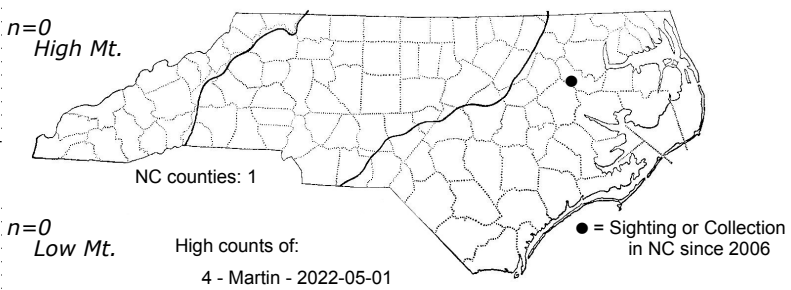 n=0
High Mt.
NC counties: 1
n=0
Low Mt.
High counts of:
4 - Martin - 2022-05-01
● = Sighting or Collection
in NC since 2006